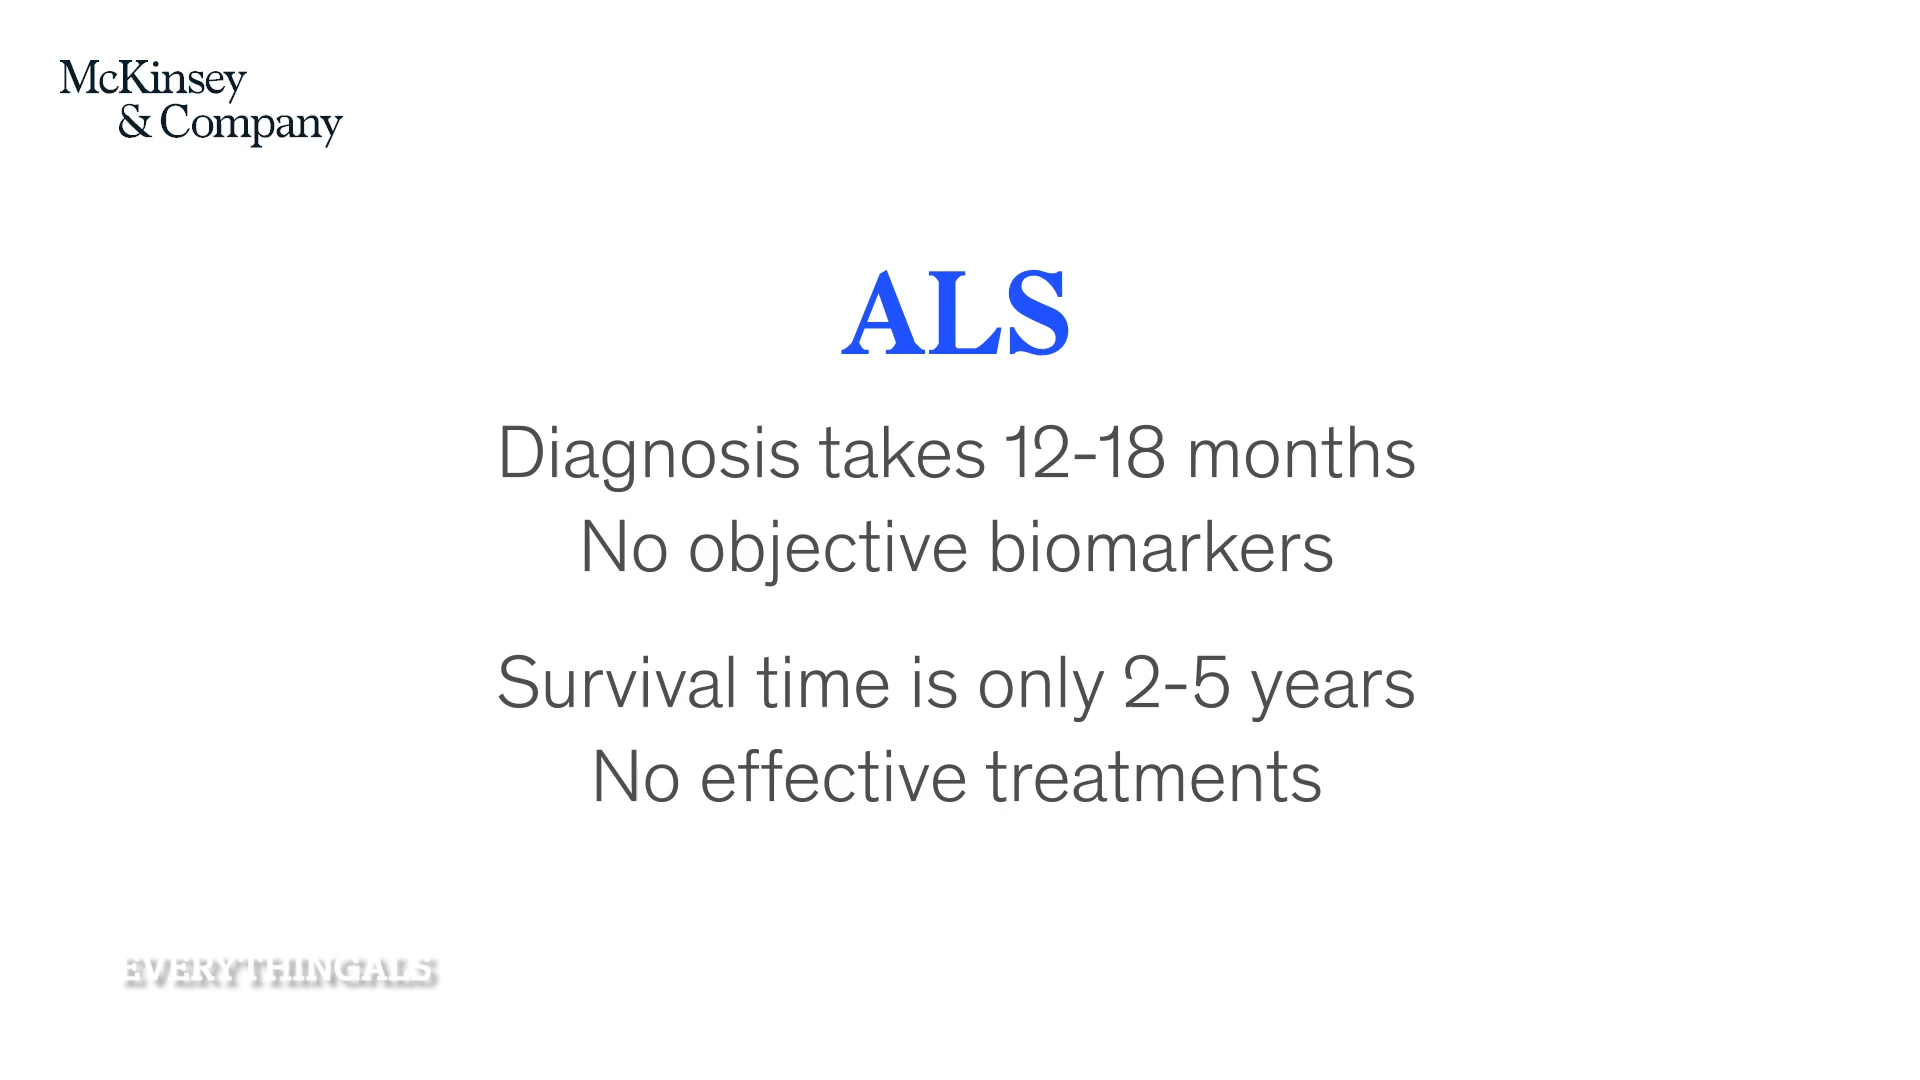 McKinsey
& Company
ALS
Diagnosis takes 12-18 months
No objective biomarkers
Survival time is only 2-5 years
No effective treatments
EVERYTHINGALS